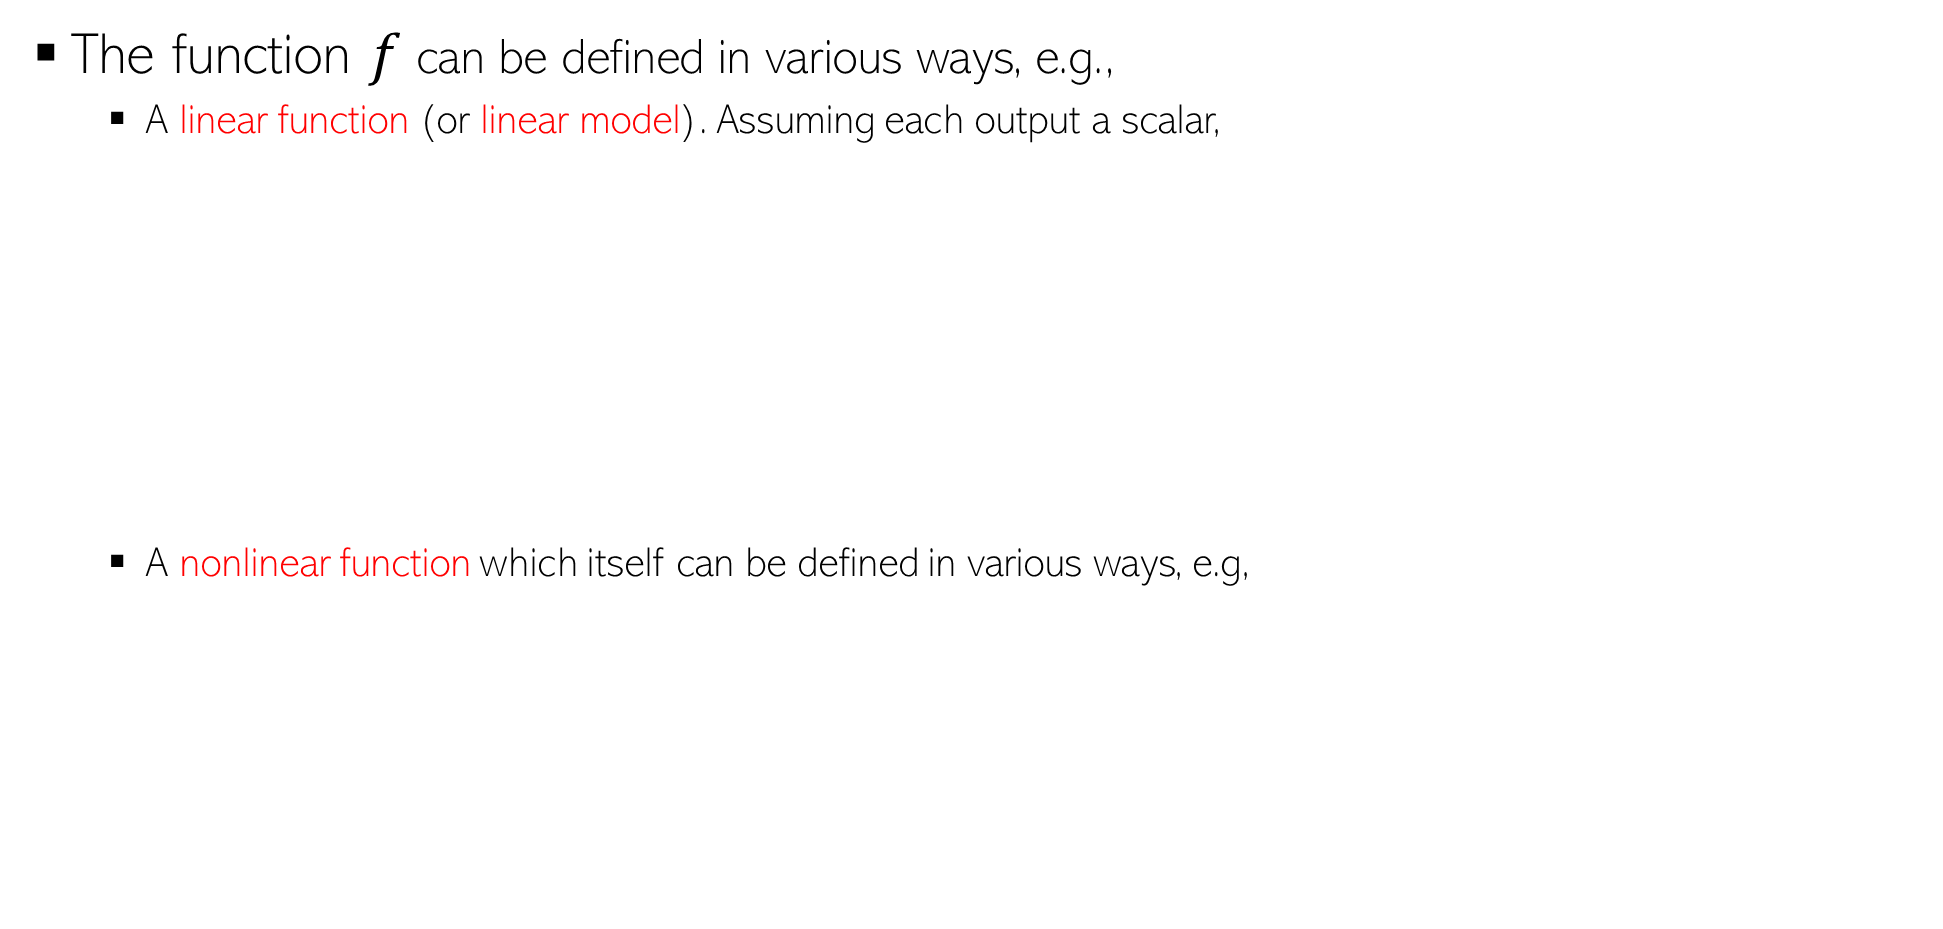 ▪ The function f can be defined in various ways, e.g.,
▪ A linear function (or linear model). Assuming each output a scalar,
▪ A nonlinear function which itself can be defined in various ways, e.g,